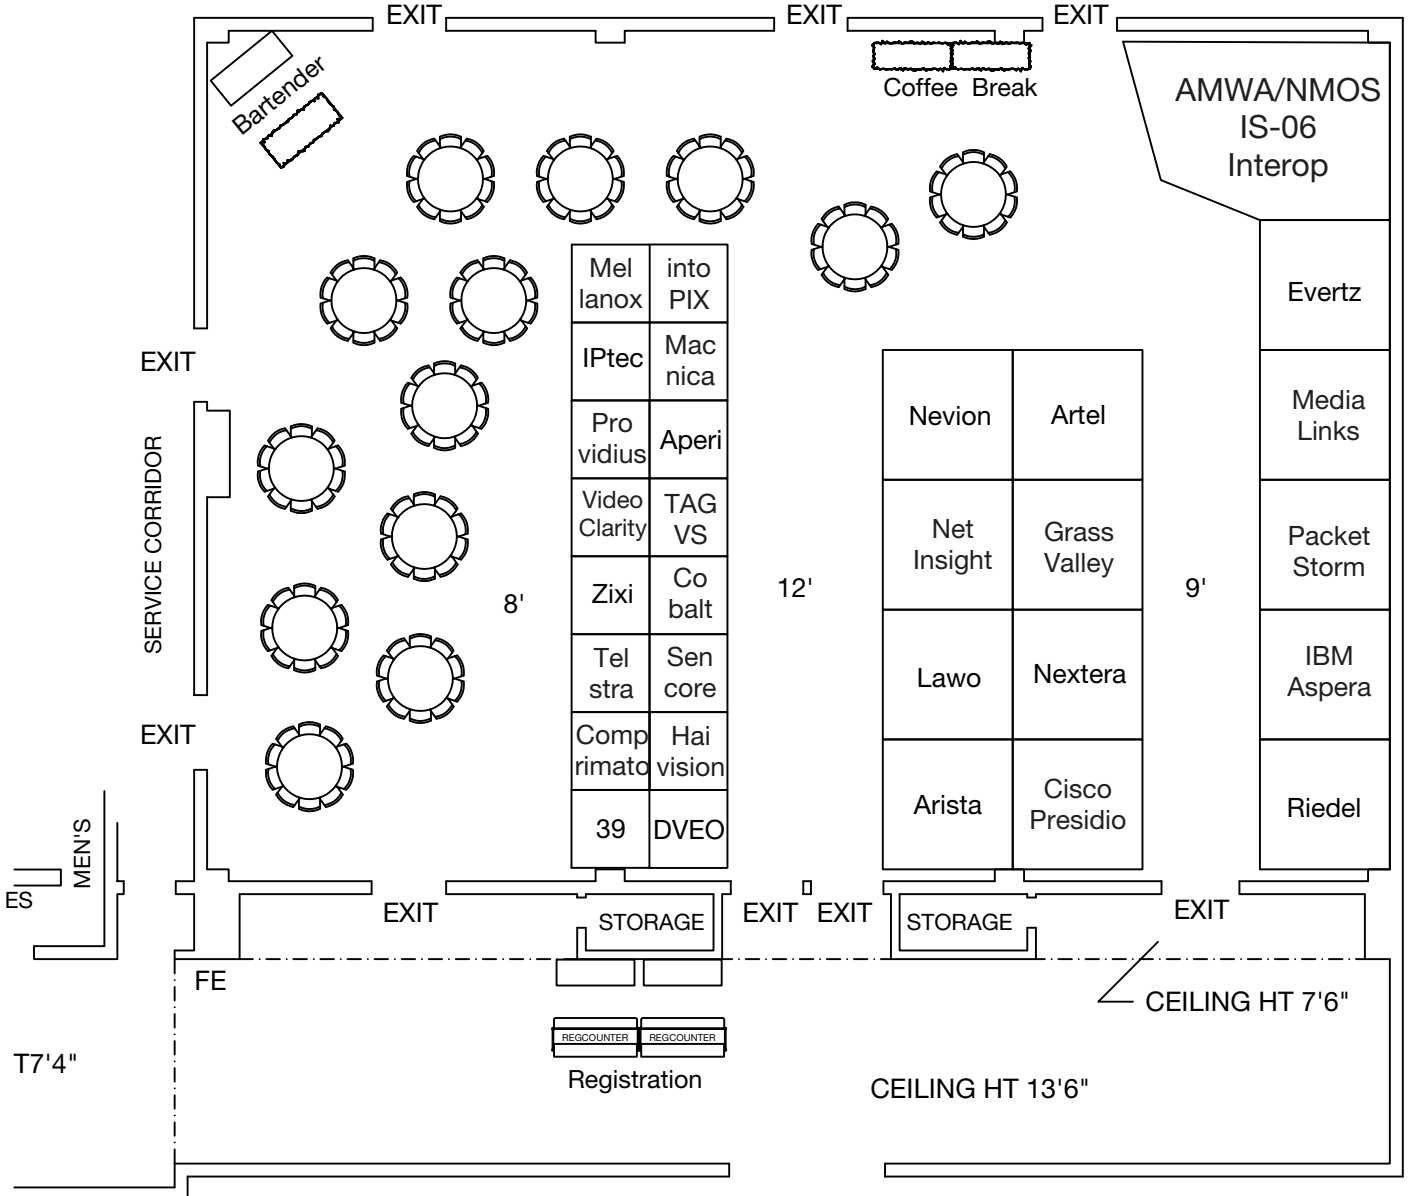 EXIT
EXIT
EXIT
Bartender
Coffee Break
AMWA/NMOS
IS-06
Interop
Mel
lanox
into
PIX
Evertz
EXIT
IPtec
Mac
nica
Nevion
Artel
Media
Links
Pro
vidius
Aperi
SERVICE CORRIDOR
Video
Clarity
TAG
VS
Net
Insight
Grass
Valley
Packet
Storm
8'
Zixi
Co
balt
12'
9'
Tel
stra
Sen
core
Lawo
Nextera
IBM
Aspera
EXIT
Comp
rimato
Hai
vision
Arista
Cisco
Presidio
Riedel
39
DVEO
MEN'S
ES
EXIT
STORAGE
EXIT
EXIT
STORAGE
EXIT
FE
CEILING HT 7'6"
REGCOUNTER
REGCOUNTER
T7'4"
Registration
CEILING HT 13'6"